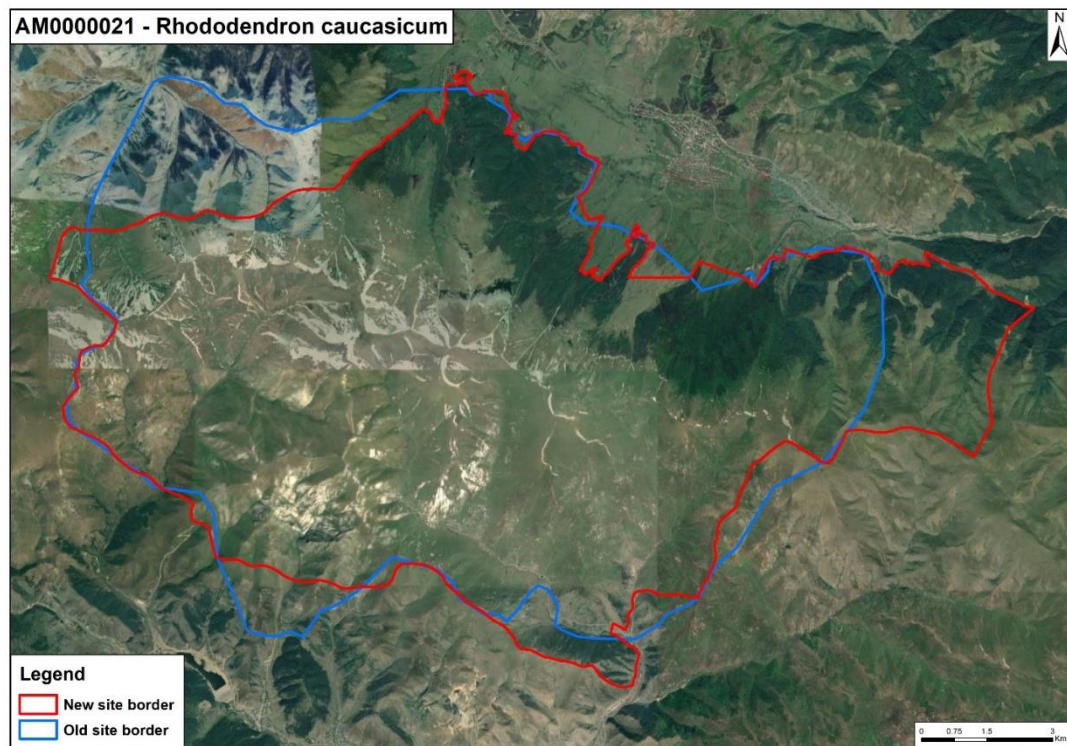 AM0000021 - Rhododendron caucasicum
N
Legend
New site border
Old site border
0 0.75 1.5 3
Km